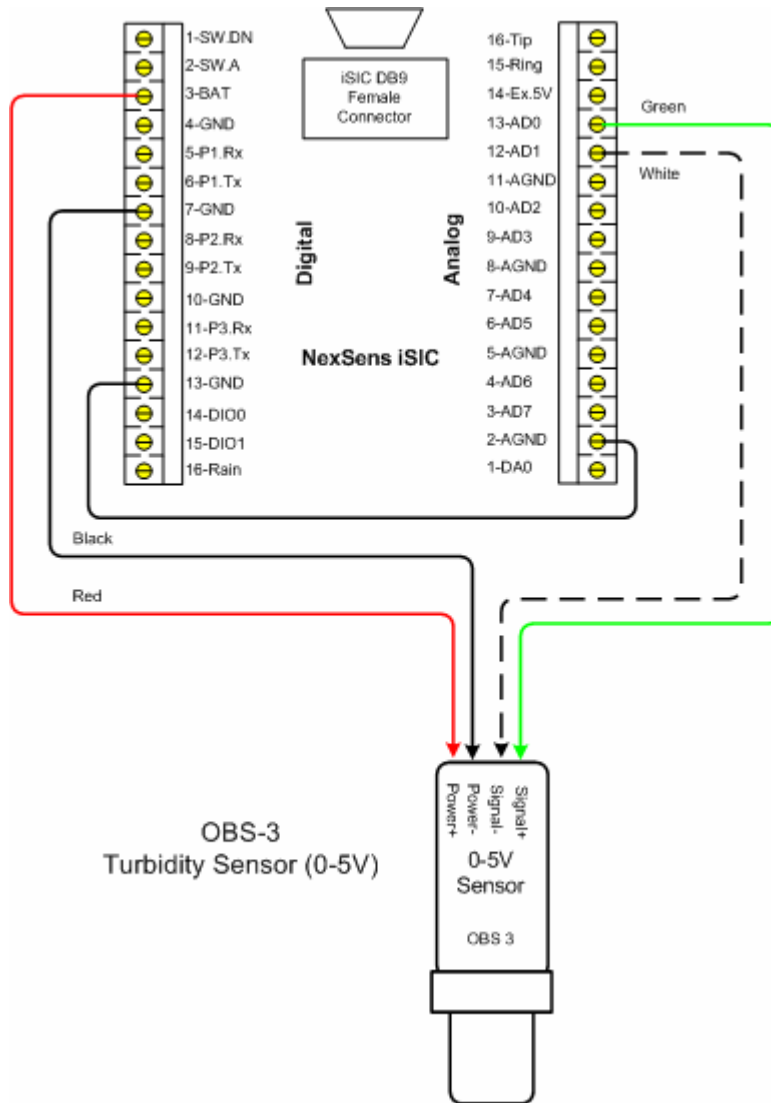 1-SW.DN
2-SW.A
3-BAT
4-GND
5-P1.Rx
6-P1.Tx
7-GND
8-P2.Rx
9-P2.Tx
10-GND
11-P3.Rx
12-P3.Tx
13-GND
14-DIO0
15-DIO1
16-Rain
iSIC DB9
Female
Connector
Digital
Analog
NexSens iSIC
16-Tip
15-Ring
14-Ex.5V
13-AD0
12-AD1
11-AGND
10-AD2
9-AD3
8-AGND
7-AD4
6-AD5
5-AGND
4-AD6
3-AD7
2-AGND
1-DA0
Green
White
Black
Red
Power+
Power-
Signal-
Signal+
OBS-3
Turbidity Sensor (0-5V)
0-5V
Sensor
OBS 3